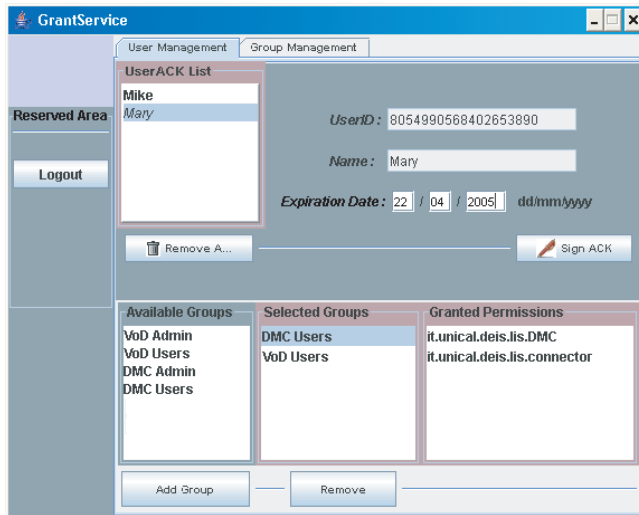 GrantService
User Management
Group Management
UserACK List
Mike
Mary
Reserved Area
Logout
UserID: 8054990568402653890
Name: Mary
Expiration Date: 22 / 04 / 2005 dd/mm/yyyy
Remove A...
Sign ACK
Available Groups
VoD Admin
VoD Users
DMC Admin
DMC Users
Selected Groups
DMC Users
VoD Users
Granted Permissions
it.unical.deis.lis.DMC
it.unical.deis.lis.connector
Add Group
Remove